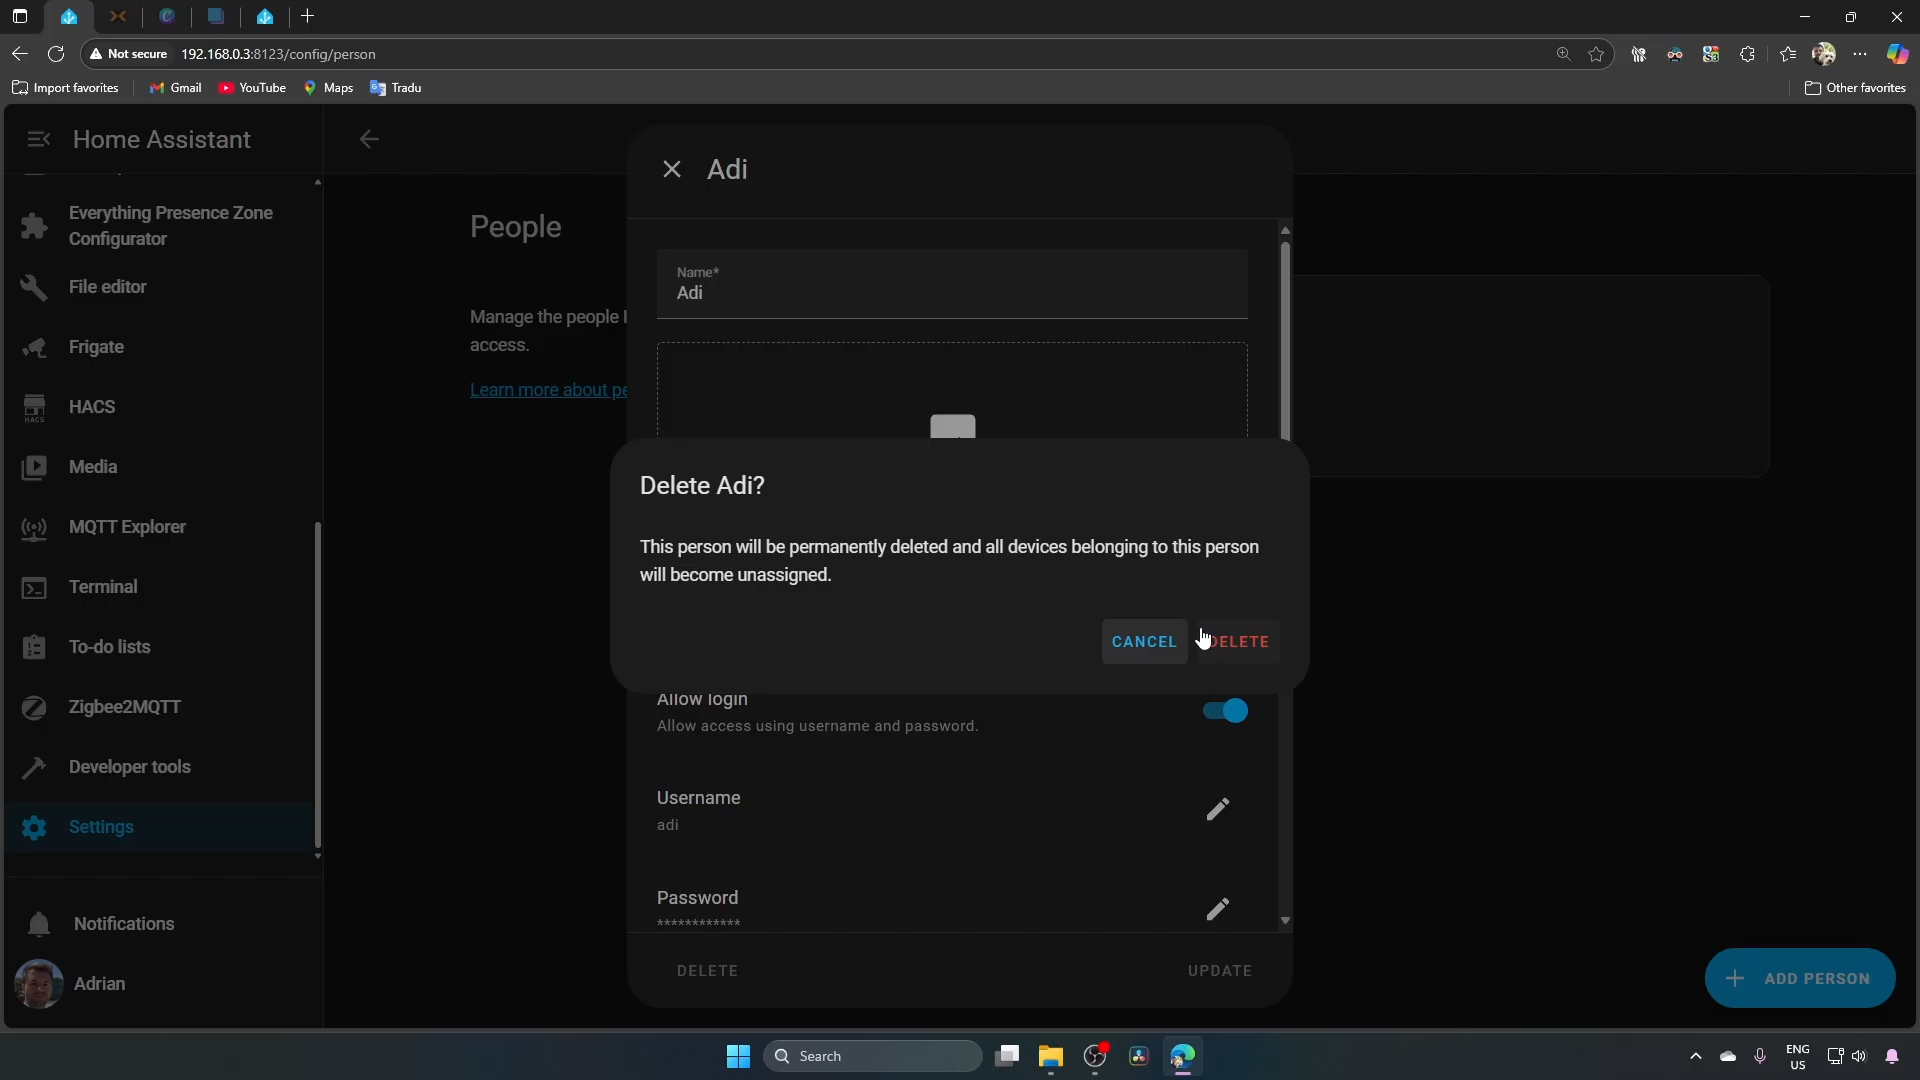 Not secure
192.168.0.3:8123/config/person
Import favorites
Gmail
YouTube
Maps
Tradu
Other favorites
Home Assistant
Everything Presence Zone
Configurator
File editor
Frigate
HACS
HACS
Media
MQTT Explorer
Terminal
To-do lists
Zigbee2MQTT
Developer tools
Settings
Notifications
Adrian
People
Manage the people
access.
Learn more about pe
Adi
Name*
Adi
Delete Adi?
This person will be permanently deleted and all devices belonging to this person
will become unassigned.
CANCEL
DELETE
Allow login
Allow access using username and password.
Username
adi
Password
************
DELETE
UPDATE
ADD PERSON
Search
ENG
US